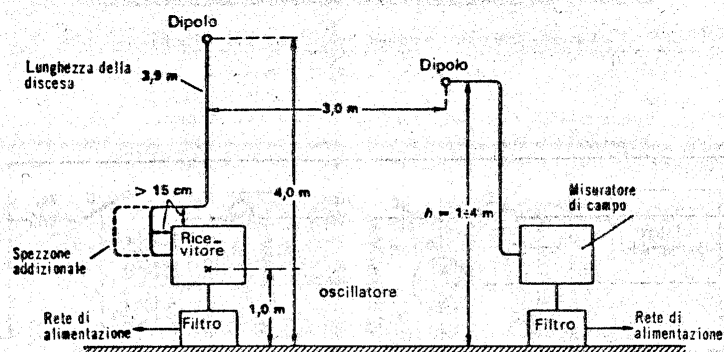 Dipolo
Lunghezza della
discesa
3,9 m
Dipolo
3,0 m
> 15 cm
4,0 m
h = 1÷4 m
Misuratore
di campo
Rice-
vitore
Spezzone
addizionale
oscillatore
1,0 m
Rete di
alimentazione
Filtro
Filtro
Rete di
alimentazione